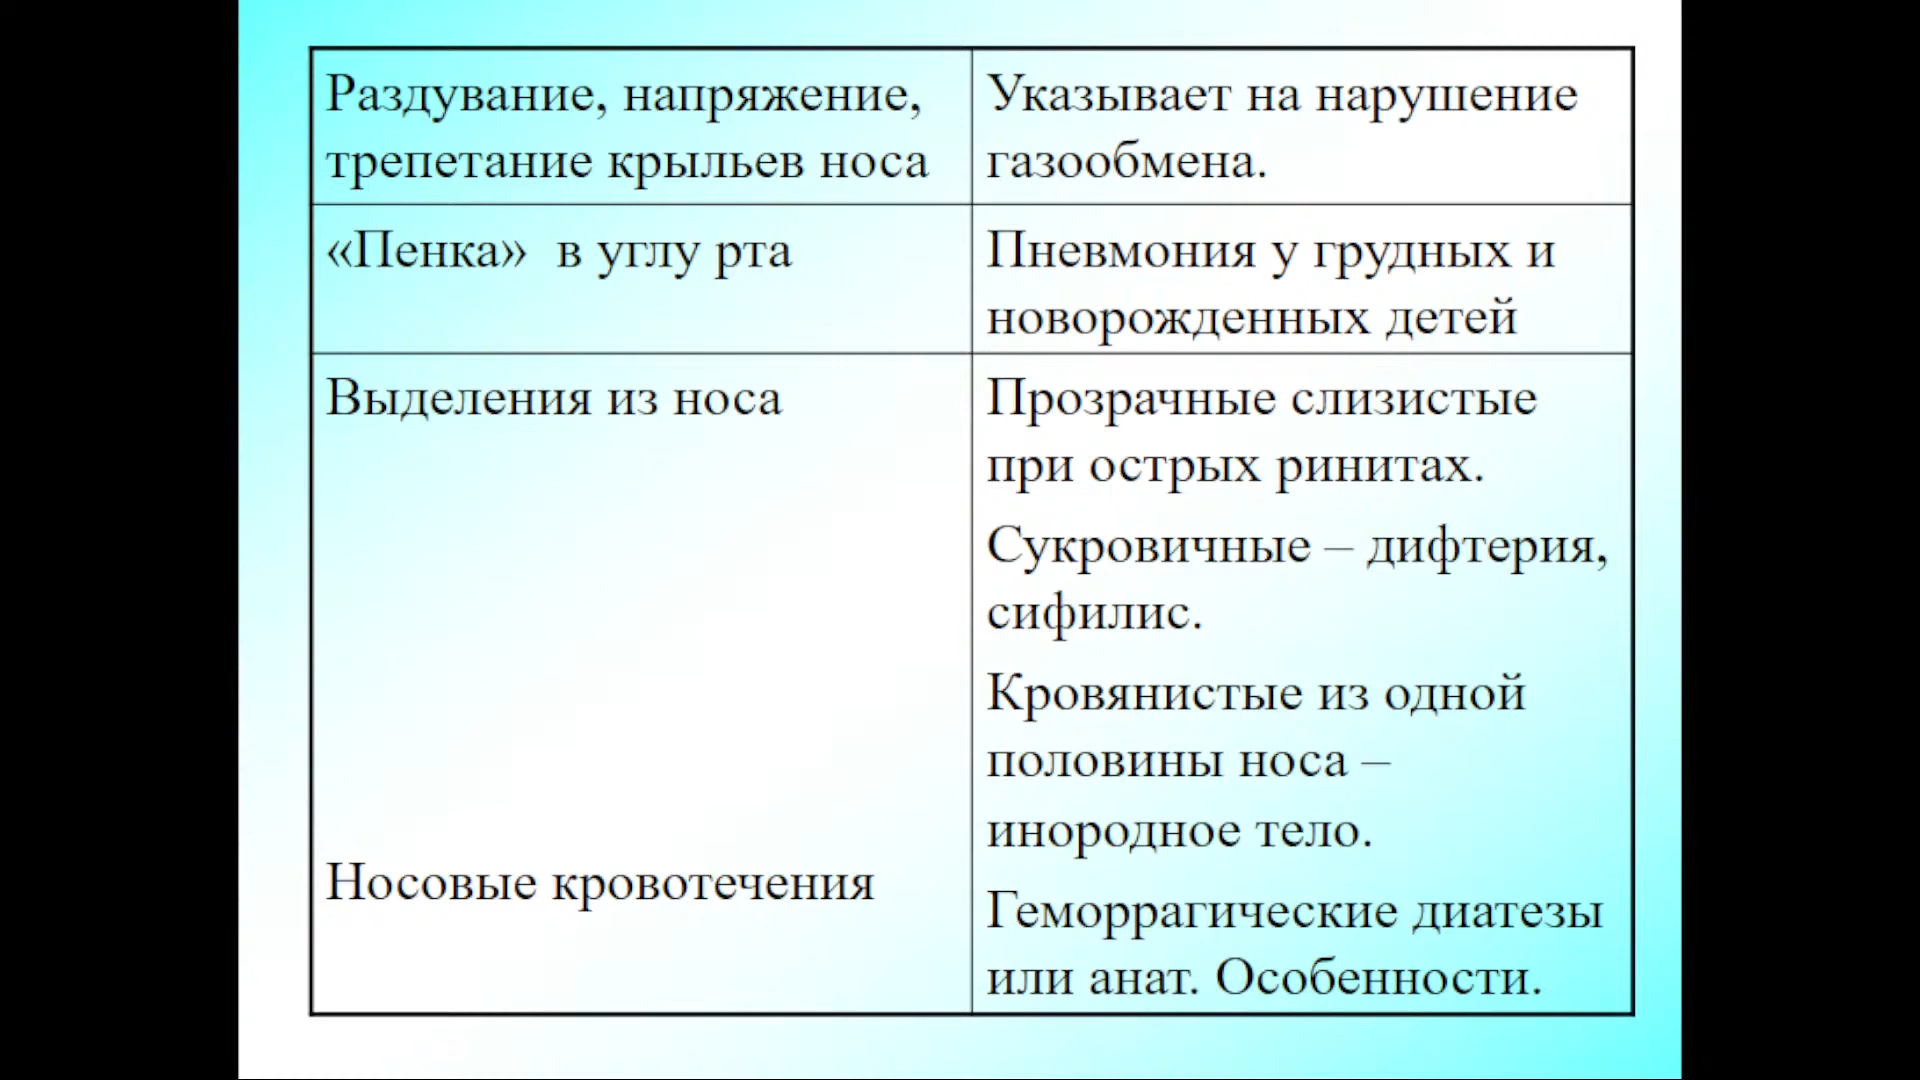 Раздувание, напряжение,
трепетание крыльев носа
Указывает на нарушение
газообмена.
«Пенка» в углу рта
Пневмония у грудных и
новорожденных детей
Выделения из носа
Прозрачные слизистые
при острых ринитах.
Сукровичные – дифтерия,
сифилис.
Кровянистые из одной
половины носа –
инородное тело.
Носовые кровотечения
Геморрагические диатезы
или анат. Особенности.